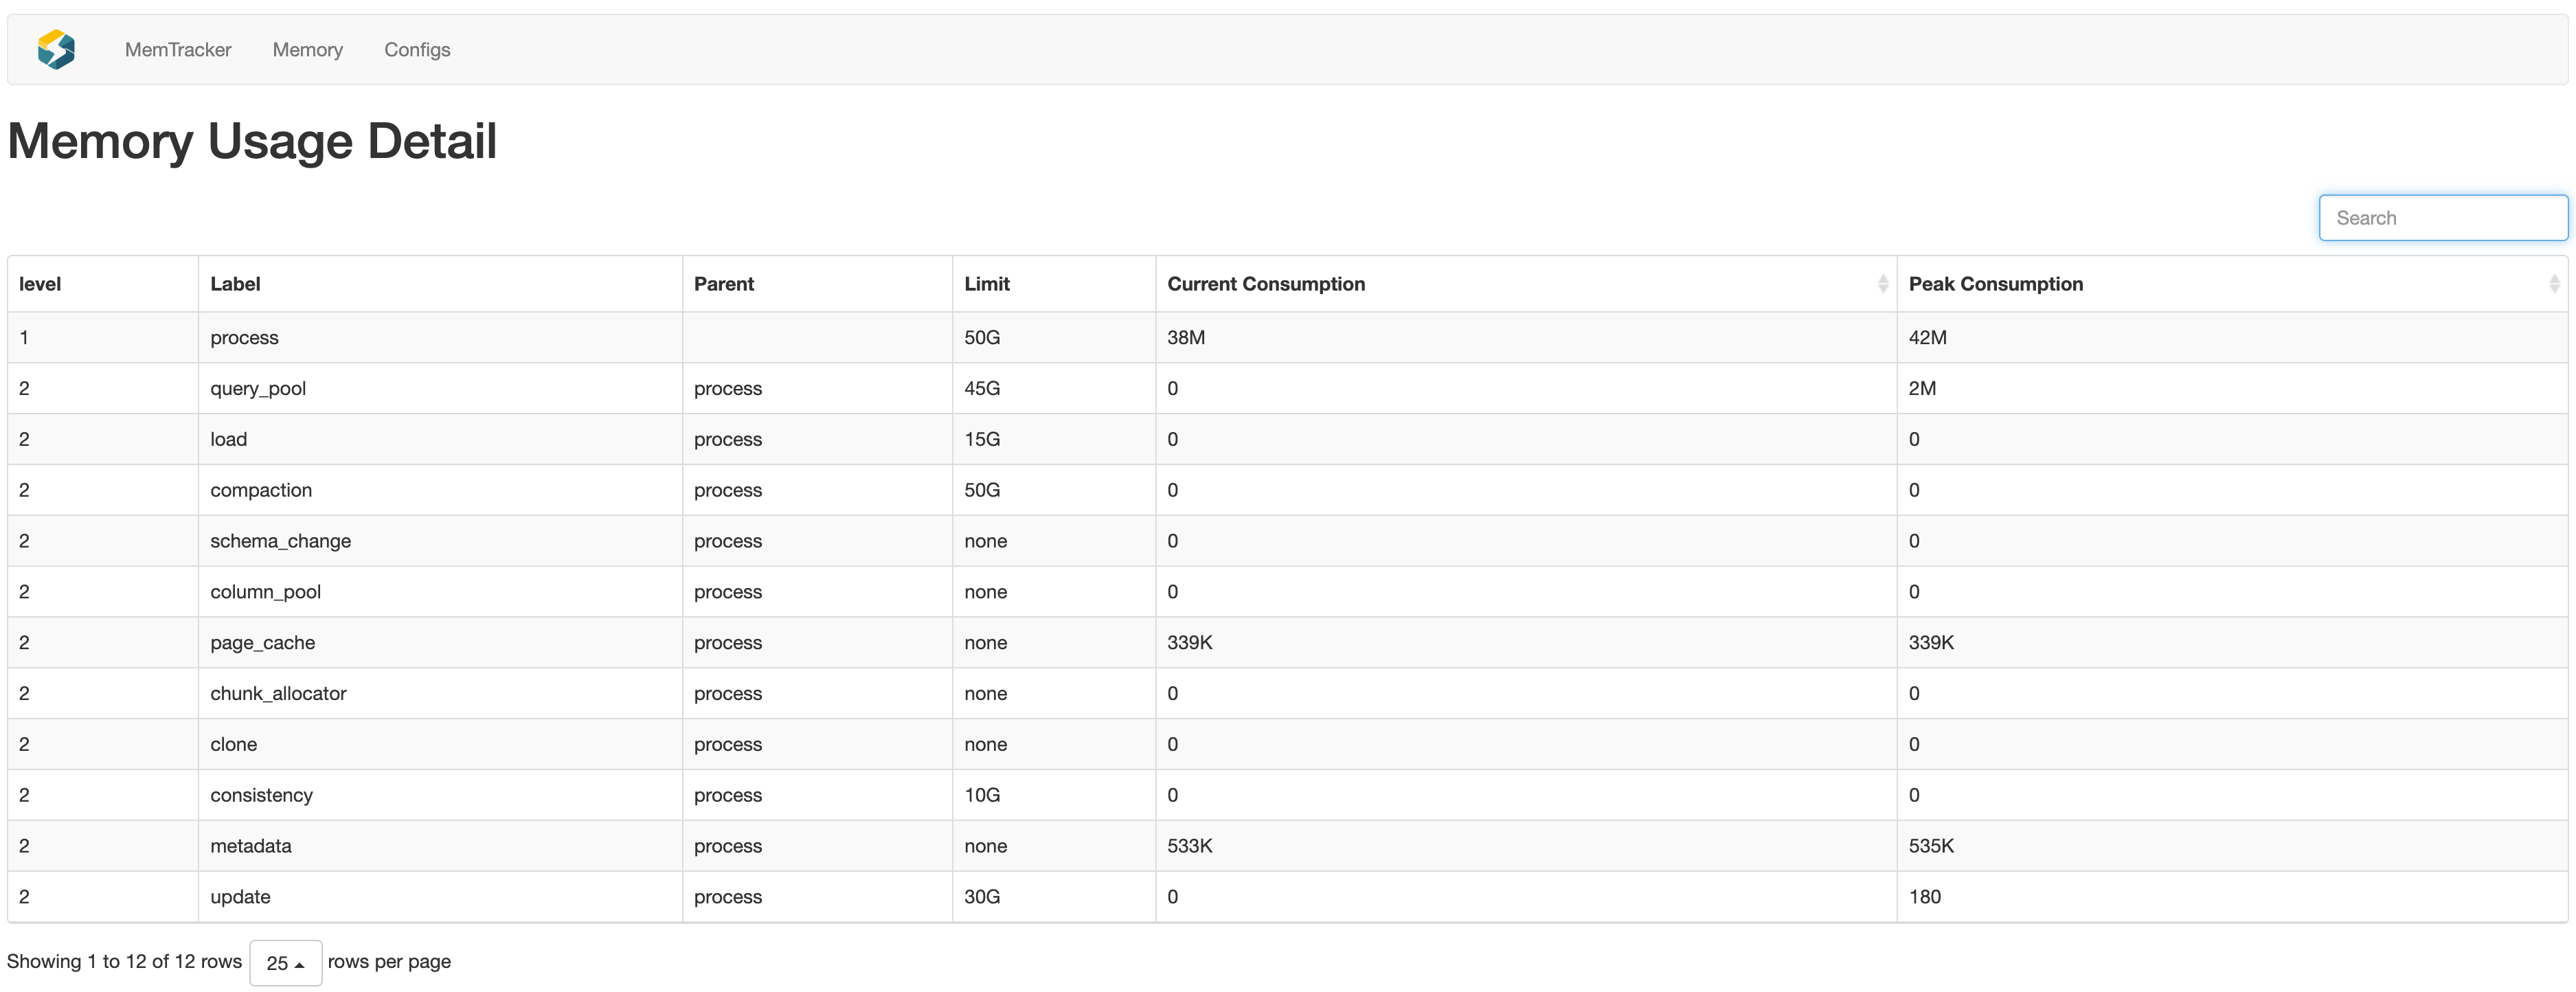 MemTracker Memory Configs
Memory Usage Detail
Search
level Label Parent Limit Current Consumption Peak Consumption
1 process 50G 38M 42M
2 query_pool process 45G 0 2M
2 load process 15G 0 0
2 compaction process 50G 0 0
2 schema_change process none 0 0
2 column_pool process none 0 0
2 page_cache process none 339K 339K
2 chunk_allocator process none 0 0
2 clone process none 0 0
2 consistency process 10G 0 0
2 metadata process none 533K 535K
2 update process 30G 0 180
Showing 1 to 12 of 12 rows 25 rows per page